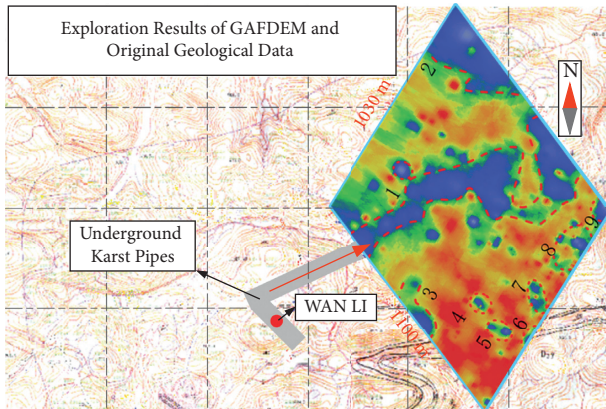 Exploration Results of GAFDEM and
Original Geological Data
N
2
1030 m
1
9
8
Underground
Karst Pipes
7
3
WAN LI
4
6
5
1100 m